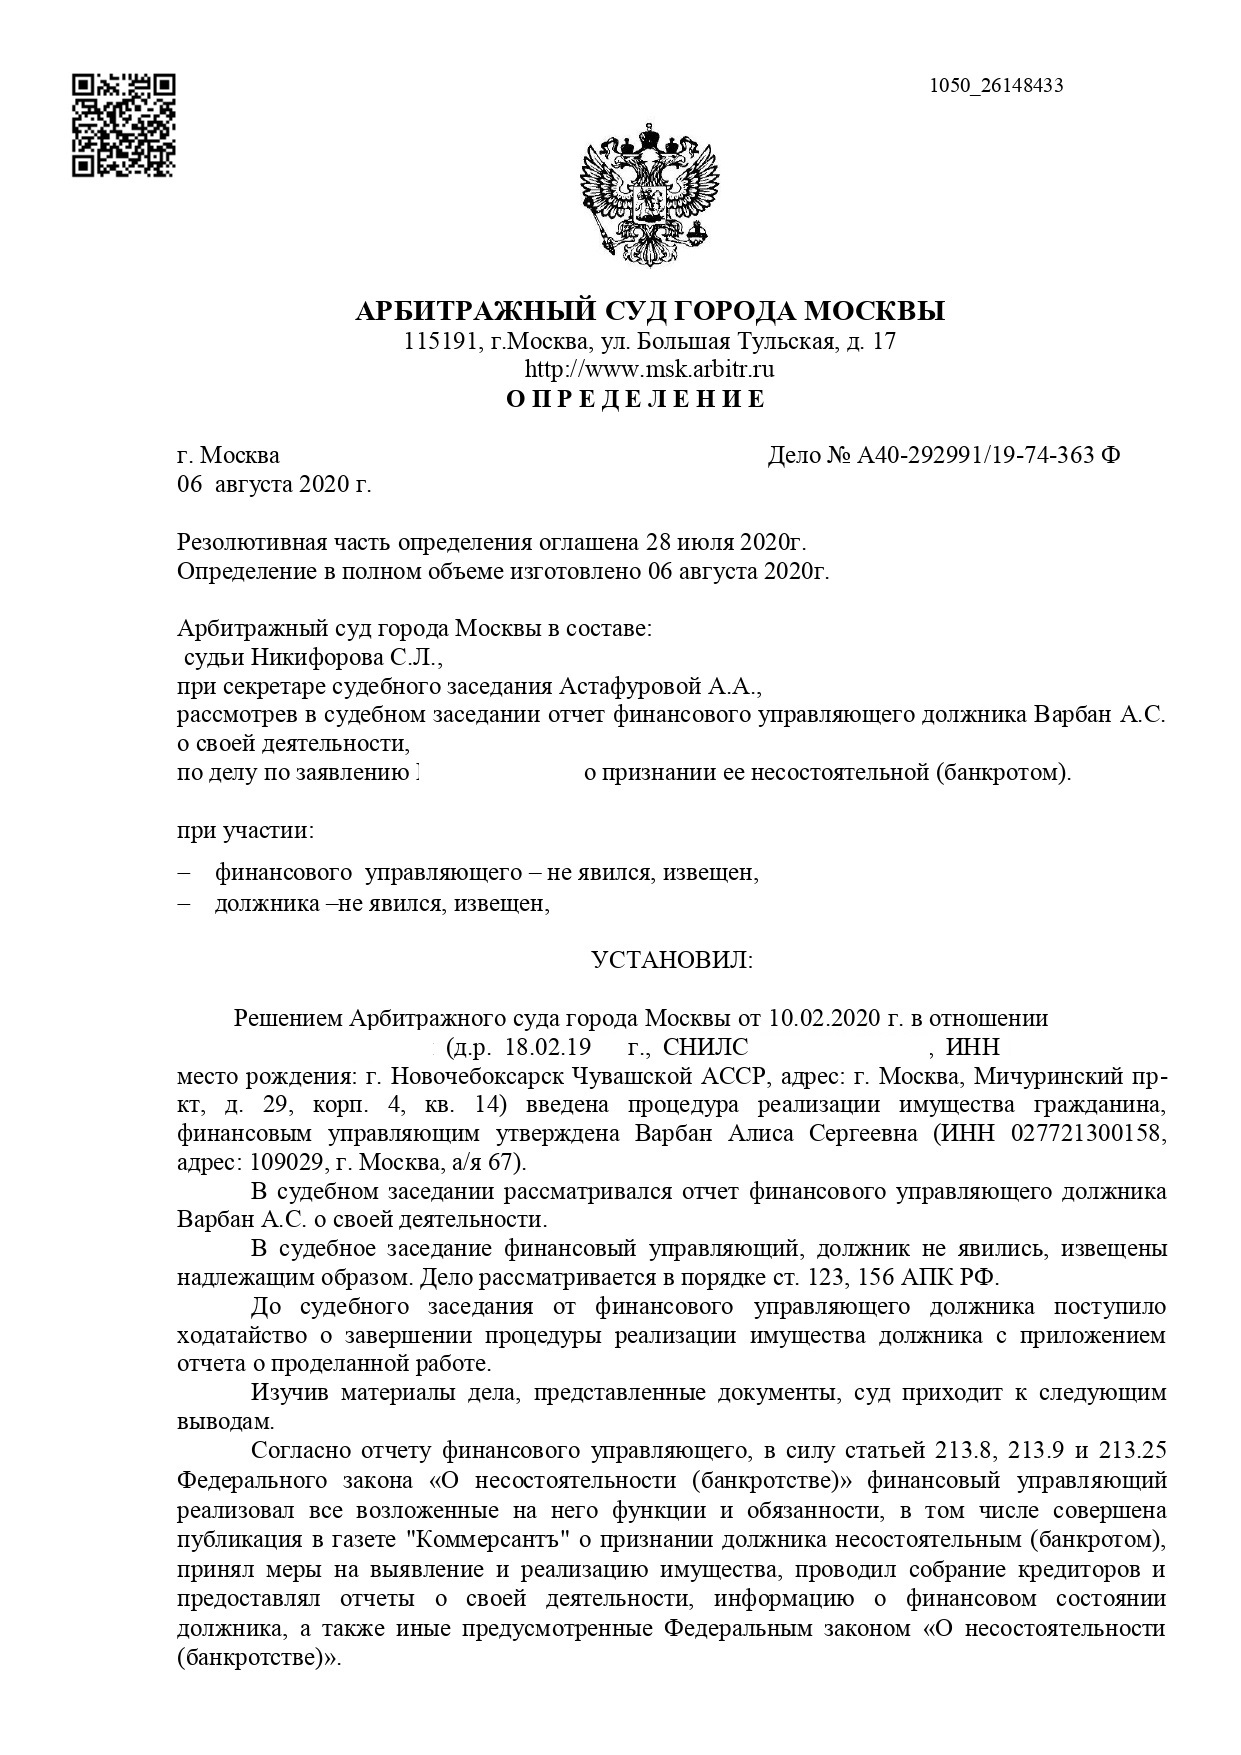 1050_26148433
АРБИТРАЖНЫЙ СУД ГОРОДА МОСКВЫ
115191, г.Москва, ул. Большая Тульская, д. 17
http://www.msk.arbitr.ru
О П Р Е Д Е Л Е Н И Е
г. Москва Дело № А40-292991/19-74-363 Ф
06 августа 2020 г.
Резолютивная часть определения оглашена 28 июля 2020г.
Определение в полном объеме изготовлено 06 августа 2020г.
Арбитражный суд города Москвы в составе:
судьи Никифорова С.Л.,
при секретаре судебного заседания Астафуровой А.А.,
рассмотрев в судебном заседании отчет финансового управляющего должника Варбан А.С.
о своей деятельности,
по делу по заявлению о признании ее несостоятельной (банкротом).
при участии:
– финансового управляющего – не явился, извещен,
– должника –не явился, извещен,
УСТАНОВИЛ:
Решением Арбитражного суда города Москвы от 10.02.2020 г. в отношении
(д.р. 18.02.19 г., СНИЛС , ИНН
место рождения: г. Новочебоксарск Чувашской АССР, адрес: г. Москва, Мичуринский пр-
кт, д. 29, корп. 4, кв. 14) введена процедура реализации имущества гражданина,
финансовым управляющим утверждена Варбан Алиса Сергеевна (ИНН 027721300158,
адрес: 109029, г. Москва, а/я 67).
В судебном заседании рассматривался отчет финансового управляющего должника
Варбан А.С. о своей деятельности.
В судебное заседание финансовый управляющий, должник не явились, извещены
надлежащим образом. Дело рассматривается в порядке ст. 123, 156 АПК РФ.
До судебного заседания от финансового управляющего должника поступило
ходатайство о завершении процедуры реализации имущества должника с приложением
отчета о проделанной работе.
Изучив материалы дела, представленные документы, суд приходит к следующим
выводам.
Согласно отчету финансового управляющего, в силу статьей 213.8, 213.9 и 213.25
Федерального закона «О несостоятельности (банкротстве)» финансовый управляющий
реализовал все возложенные на него функции и обязанности, в том числе совершена
публикация в газете "Коммерсантъ" о признании должника несостоятельным (банкротом),
принял меры на выявление и реализацию имущества, проводил собрание кредиторов и
предоставлял отчеты о своей деятельности, информацию о финансовом состоянии
должника, а также иные предусмотренные Федеральным законом «О несостоятельности
(банкротстве)».